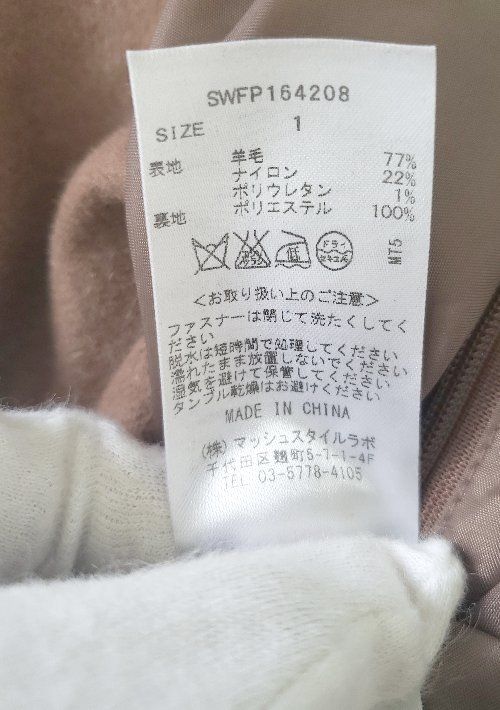 SWFP164208
SIZE 1
表地 羊毛 77%
ナイロン 22%
ポリウレタン 1%
裏地 ポリエステル 100%
ドライ
セキユ系
MT5
<お取り扱い上のご注意>
ファスナーは閉じて洗たくしてく
ださい
脱水は短時間で処理してください
濡れたまま放置しないでください
湿気を避けて保管してください
タンブル乾燥はお避けください
MADE IN CHINA
(株)マッシュスタイルラボ
千代田区麹町5-7-1-4F
TEL 03-5778-4105